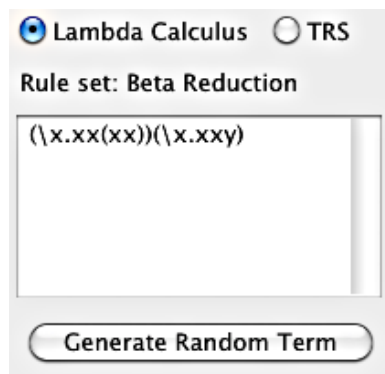 Lambda Calculus TRS
Rule set: Beta Reduction
(\x.xx(xx))(\x.xxy)
Generate Random Term